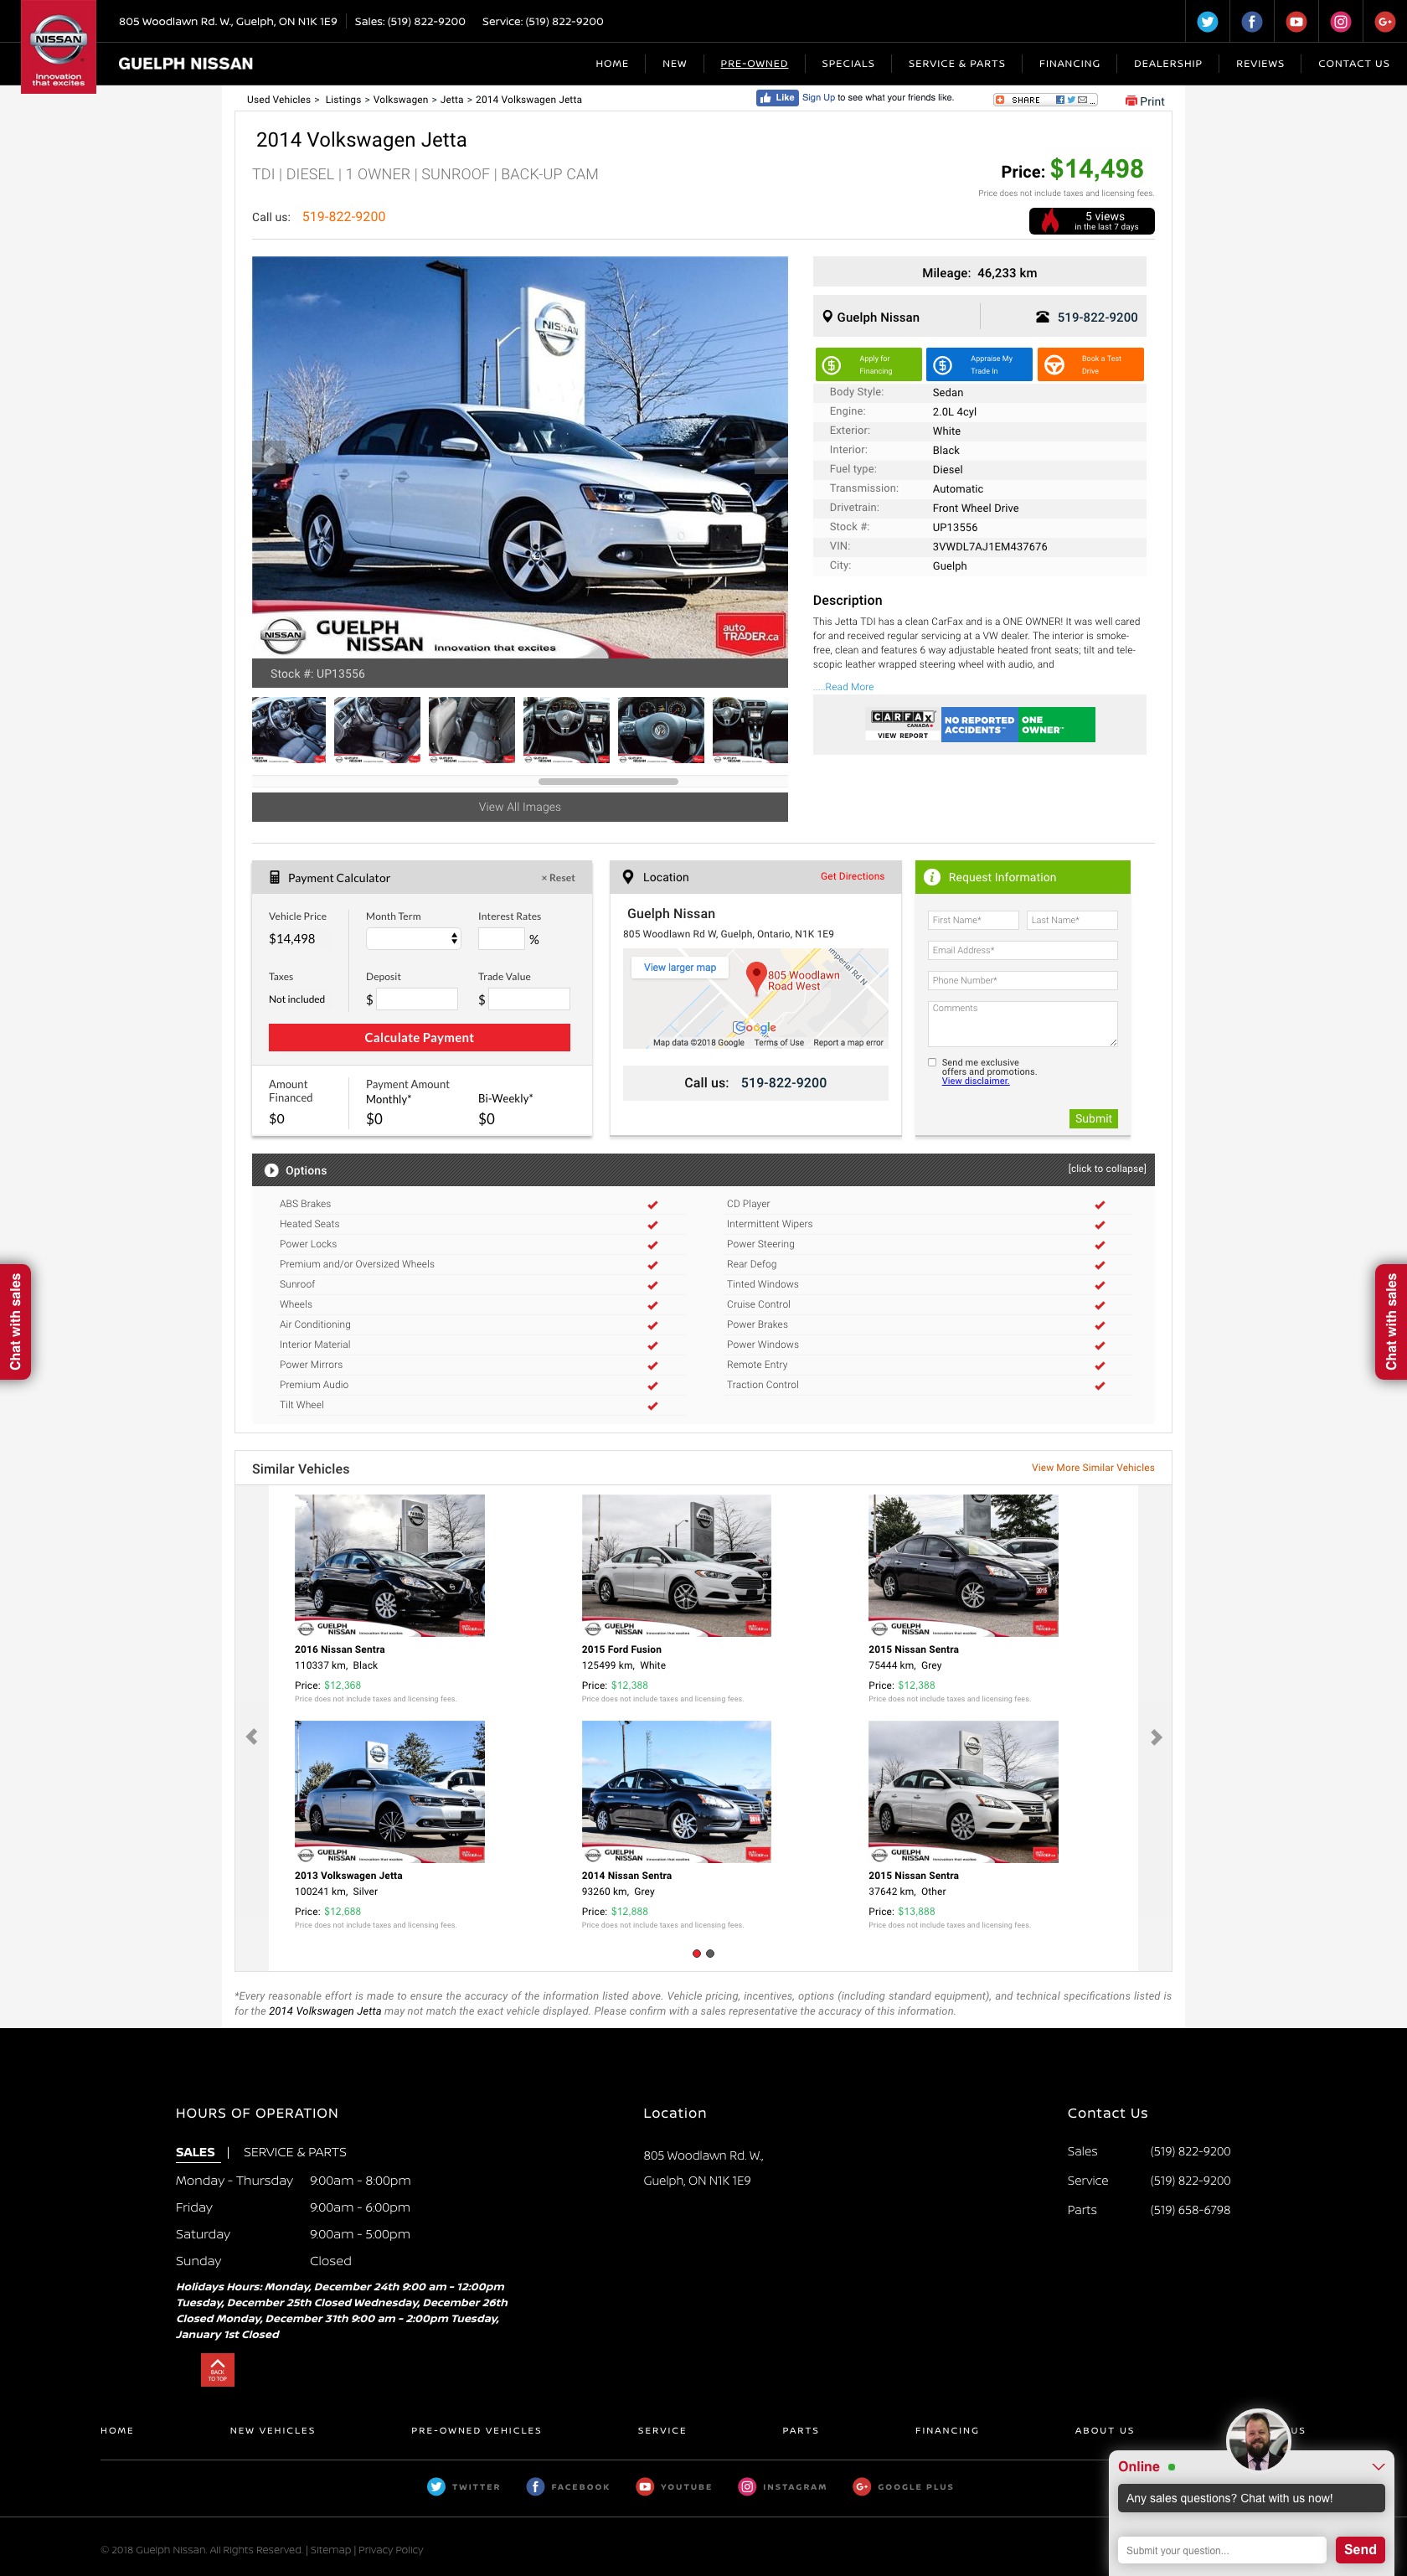 805 Woodlawn Rd. W., Guelph, ON N1K 1E9 Sales: (519) 822-9200 Service: (519) 822-9200
NISSAN
Innovation
that excites
GUELPH NISSAN
HOME NEW PRE-OWNED SPECIALS SERVICE & PARTS FINANCING DEALERSHIP REVIEWS CONTACT US
Used Vehicles > Listings > Volkswagen > Jetta > 2014 Volkswagen Jetta
Like Sign Up to see what your friends like.
SHARE
Print
2014 Volkswagen Jetta
TDI | DIESEL | 1 OWNER | SUNROOF | BACK-UP CAM
Price: $14,498
Price does not include taxes and licensing fees.
Call us: 519-822-9200
5 views
in the last 7 days
NISSAN
NISSAN
GUELPH
NISSAN
Innovation that excites
auto
TRADER.ca
Stock #: UP13556
View All Images
Mileage: 46,233 km
Guelph Nissan 519-822-9200
Apply for
Financing
Appraise My
Trade In
Book a Test
Drive
Body Style: Sedan
Engine: 2.0L 4cyl
Exterior: White
Interior: Black
Fuel type: Diesel
Transmission: Automatic
Drivetrain: Front Wheel Drive
Stock #: UP13556
VIN: 3VWDL7AJ1EM437676
City: Guelph
Description
This Jetta TDI has a clean CarFax and is a ONE OWNER! It was well cared
for and received regular servicing at a VW dealer. The interior is smoke-
free, clean and features 6 way adjustable heated front seats; tilt and tele-
scopic leather wrapped steering wheel with audio, and
.....Read More
CARFAX
CANADA
VIEW REPORT
NO REPORTED
ACCIDENTS™
ONE
OWNER™
Payment Calculator × Reset
Vehicle Price Month Term Interest Rates
$14,498 %
Taxes Deposit Trade Value
Not included $ $
Calculate Payment
Amount
Financed
Payment Amount
Monthly* Bi-Weekly*
$0 $0 $0
Location Get Directions
Guelph Nissan
805 Woodlawn Rd W, Guelph, Ontario, N1K 1E9
View larger map
Imperial Rd N
805 Woodlawn
Road West
Google
Map data ©2018 Google Terms of Use Report a map error
Call us: 519-822-9200
Request Information
First Name* Last Name*
Email Address*
Phone Number*
Comments
Send me exclusive
offers and promotions.
View disclaimer.
Submit
Options [click to collapse]
ABS Brakes CD Player
Heated Seats Intermittent Wipers
Power Locks Power Steering
Premium and/or Oversized Wheels Rear Defog
Sunroof Tinted Windows
Wheels Cruise Control
Air Conditioning Power Brakes
Interior Material Power Windows
Power Mirrors Remote Entry
Premium Audio Traction Control
Tilt Wheel
Chat with sales
Chat with sales
Similar Vehicles View More Similar Vehicles
GUELPH
NISSAN
GUELPH
NISSAN
GUELPH
NISSAN
2016 Nissan Sentra 2015 Ford Fusion 2015 Nissan Sentra
110337 km, Black 125499 km, White 75444 km, Grey
Price: $12,368 Price: $12,388 Price: $12,388
Price does not include taxes and licensing fees. Price does not include taxes and licensing fees. Price does not include taxes and licensing fees.
GUELPH
NISSAN
GUELPH
NISSAN
GUELPH
NISSAN
2013 Volkswagen Jetta 2014 Nissan Sentra 2015 Nissan Sentra
100241 km, Silver 93260 km, Grey 37642 km, Other
Price: $12,688 Price: $12,888 Price: $13,888
Price does not include taxes and licensing fees. Price does not include taxes and licensing fees. Price does not include taxes and licensing fees.
*Every reasonable effort is made to ensure the accuracy of the information listed above. Vehicle pricing, incentives, options (including standard equipment), and technical specifications listed is
for the 2014 Volkswagen Jetta may not match the exact vehicle displayed. Please confirm with a sales representative the accuracy of this information.
HOURS OF OPERATION
SALES | SERVICE & PARTS
Monday - Thursday 9:00am - 8:00pm
Friday 9:00am - 6:00pm
Saturday 9:00am - 5:00pm
Sunday Closed
Holidays Hours: Monday, December 24th 9:00 am - 12:00pm
Tuesday, December 25th Closed Wednesday, December 26th
Closed Monday, December 31th 9:00 am - 2:00pm Tuesday,
January 1st Closed
BACK
TO TOP
Location
805 Woodlawn Rd. W.,
Guelph, ON N1K 1E9
Contact Us
Sales (519) 822-9200
Service (519) 822-9200
Parts (519) 658-6798
HOME NEW VEHICLES PRE-OWNED VEHICLES SERVICE PARTS FINANCING ABOUT US US
TWITTER FACEBOOK YOUTUBE INSTAGRAM GOOGLE PLUS
Online
Any sales questions? Chat with us now!
Submit your question... Send
© 2018 Guelph Nissan. All Rights Reserved. | Sitemap | Privacy Policy